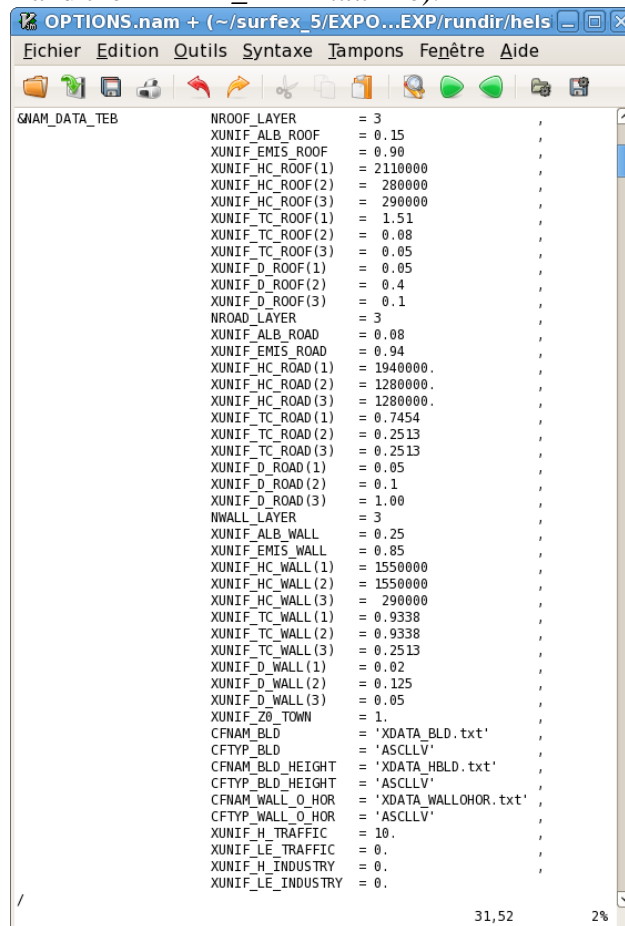 OPTIONS.nam + (~/surfex_5/EXPO...EXP/rundir/hels
Fichier Edition Outils Syntaxe Tampons Fenêtre Aide
&NAM_DATA_TEB NROOF_LAYER = 3 ,
XUNIF_ALB_ROOF = 0.15 ,
XUNIF_EMIS_ROOF = 0.90 ,
XUNIF_HC_ROOF(1) = 2110000 ,
XUNIF_HC_ROOF(2) = 280000 ,
XUNIF_HC_ROOF(3) = 290000 ,
XUNIF_TC_ROOF(1) = 1.51 ,
XUNIF_TC_ROOF(2) = 0.08 ,
XUNIF_TC_ROOF(3) = 0.05 ,
XUNIF_D_ROOF(1) = 0.05 ,
XUNIF_D_ROOF(2) = 0.4 ,
XUNIF_D_ROOF(3) = 0.1 ,
NROAD_LAYER = 3 ,
XUNIF_ALB_ROAD = 0.08 ,
XUNIF_EMIS_ROAD = 0.94 ,
XUNIF_HC_ROAD(1) = 1940000. ,
XUNIF_HC_ROAD(2) = 1280000. ,
XUNIF_HC_ROAD(3) = 1280000. ,
XUNIF_TC_ROAD(1) = 0.7454 ,
XUNIF_TC_ROAD(2) = 0.2513 ,
XUNIF_TC_ROAD(3) = 0.2513 ,
XUNIF_D_ROAD(1) = 0.05 ,
XUNIF_D_ROAD(2) = 0.1 ,
XUNIF_D_ROAD(3) = 1.00 ,
NWALL_LAYER = 3 ,
XUNIF_ALB_WALL = 0.25 ,
XUNIF_EMIS_WALL = 0.85 ,
XUNIF_HC_WALL(1) = 1550000 ,
XUNIF_HC_WALL(2) = 1550000 ,
XUNIF_HC_WALL(3) = 290000 ,
XUNIF_TC_WALL(1) = 0.9338 ,
XUNIF_TC_WALL(2) = 0.9338 ,
XUNIF_TC_WALL(3) = 0.2513 ,
XUNIF_D_WALL(1) = 0.02 ,
XUNIF_D_WALL(2) = 0.125 ,
XUNIF_D_WALL(3) = 0.05 ,
XUNIF_Z0_TOWN = 1. ,
CFNAM_BLD = 'XDATA_BLD.txt' ,
CFTYP_BLD = 'ASCLLV' ,
CFNAM_BLD_HEIGHT = 'XDATA_HBLD.txt' ,
CFTYP_BLD_HEIGHT = 'ASCLLV' ,
CFNAM_WALL_O_HOR = 'XDATA_WALLOHOR.txt' ,
CFTYP_WALL_O_HOR = 'ASCLLV' ,
XUNIF_H_TRAFFIC = 10. ,
XUNIF_LE_TRAFFIC = 0. ,
XUNIF_H_INDUSTRY = 0. ,
XUNIF_LE_INDUSTRY = 0.
/
31,52 2%